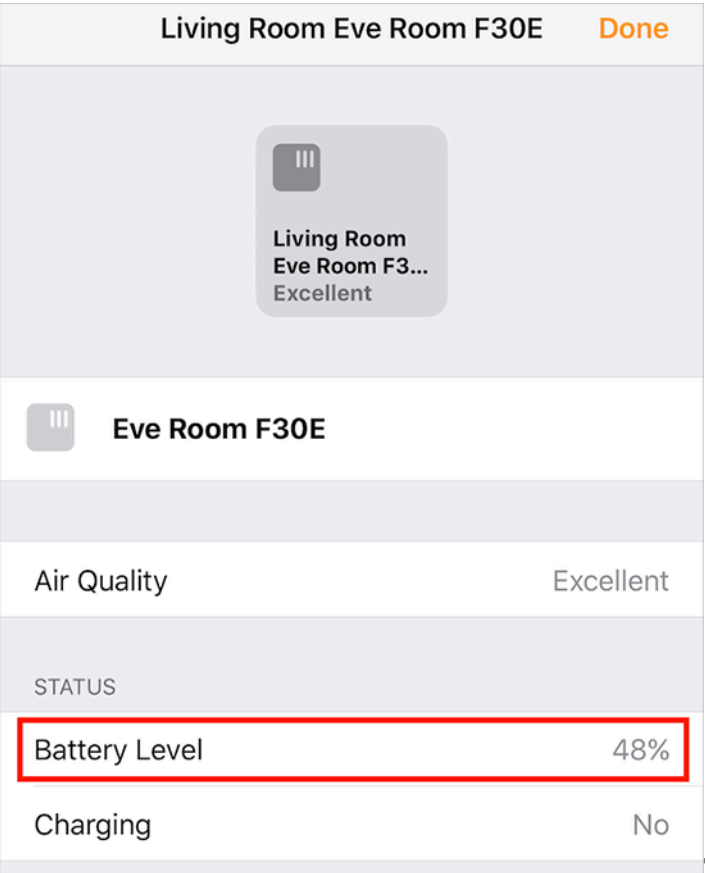 Living Room Eve Room F30E Done
Living Room
Eve Room F3...
Excellent
Eve Room F30E
Air Quality Excellent
STATUS
Battery Level 48%
Charging No